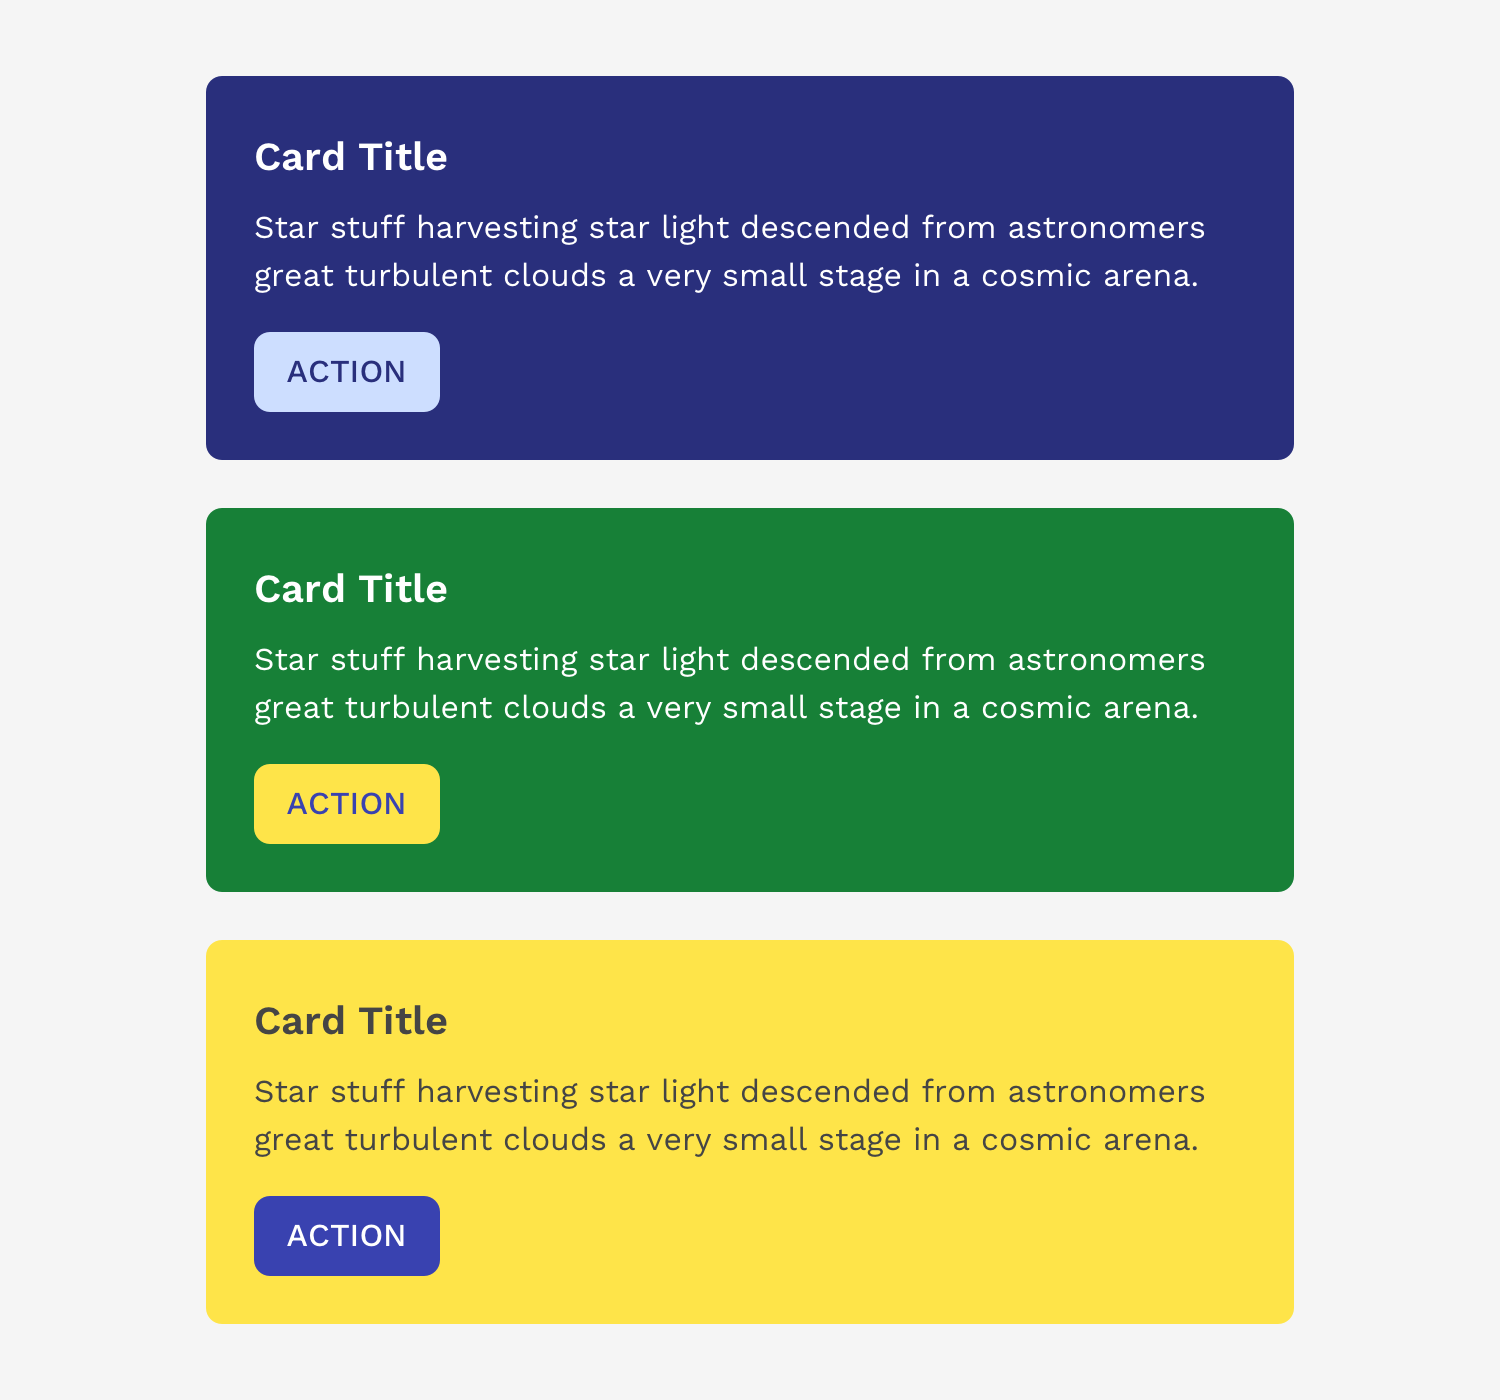 Card Title
Star stuff harvesting star light descended from astronomers
great turbulent clouds a very small stage in a cosmic arena.
ACTION
Card Title
Star stuff harvesting star light descended from astronomers
great turbulent clouds a very small stage in a cosmic arena.
ACTION
Card Title
Star stuff harvesting star light descended from astronomers
great turbulent clouds a very small stage in a cosmic arena.
ACTION